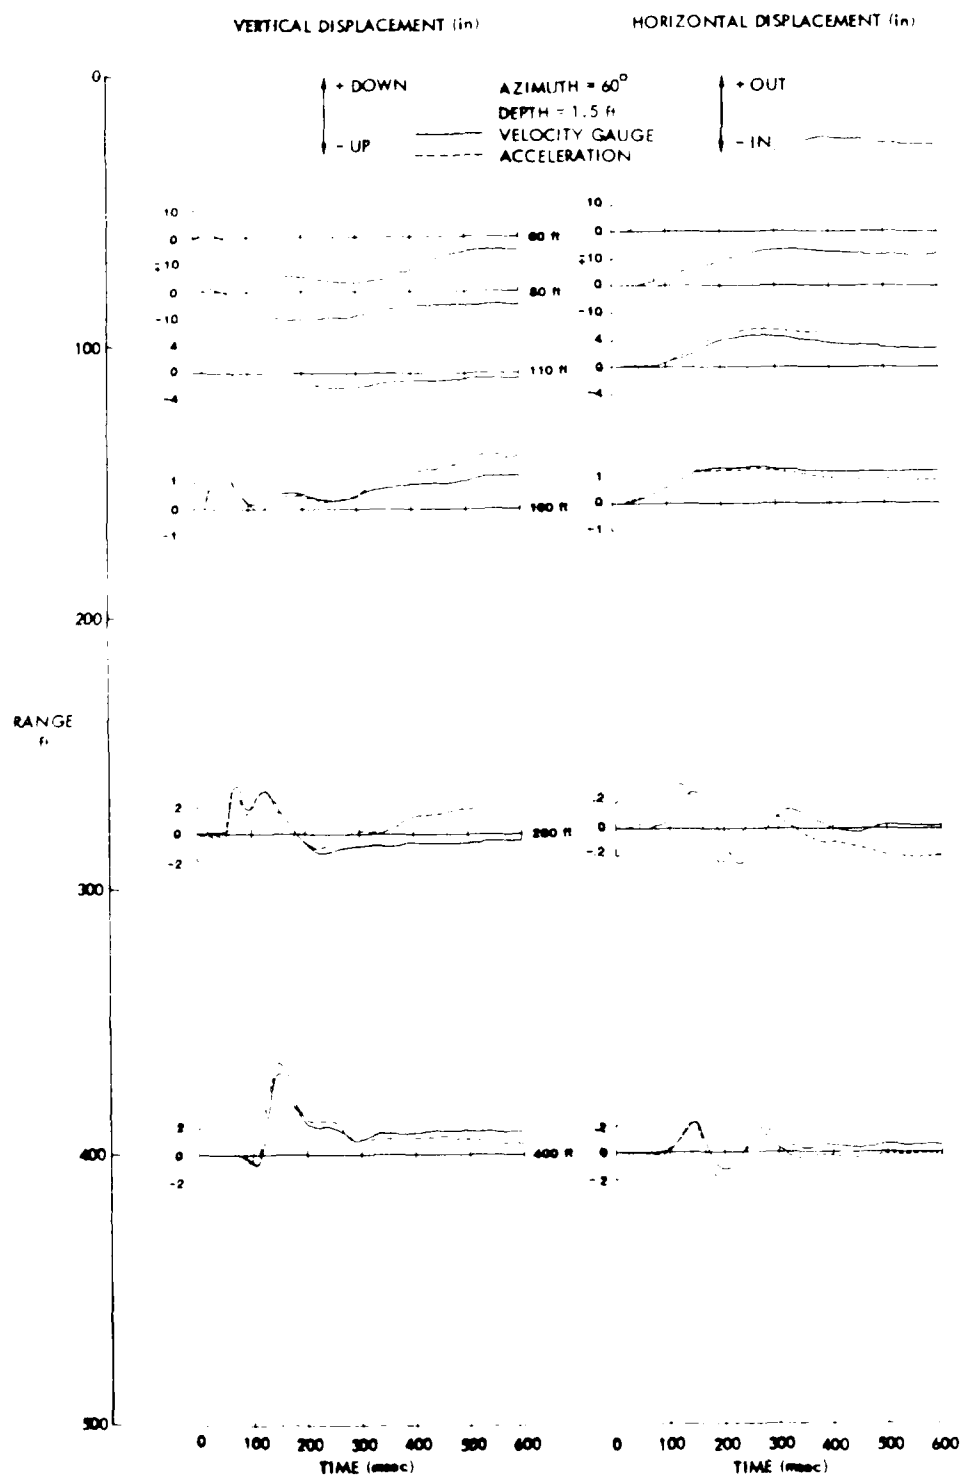 VERTICAL DISPLACEMENT (in)
HORIZONTAL DISPLACEMENT (in)
0
+ DOWN
- UP
AZIMUTH = 60°
DEPTH = 1.5 ft
VELOCITY GAUGE
ACCELERATION
+ OUT
- IN
10
0
60 ft
10
0
10
0
80 ft
-10
10
0
-10
4
0
110 ft
-4
4
0
-4
100
1
0
160 ft
-1
1
0
-1
200
RANGE
ft
2
0
280 ft
-2
.2
0
-.2
300
2
0
400 ft
-2
.2
0
-.2
400
500
0 100 200 300 400 500 600
TIME (msec)
0 100 200 300 400 500 600
TIME (msec)